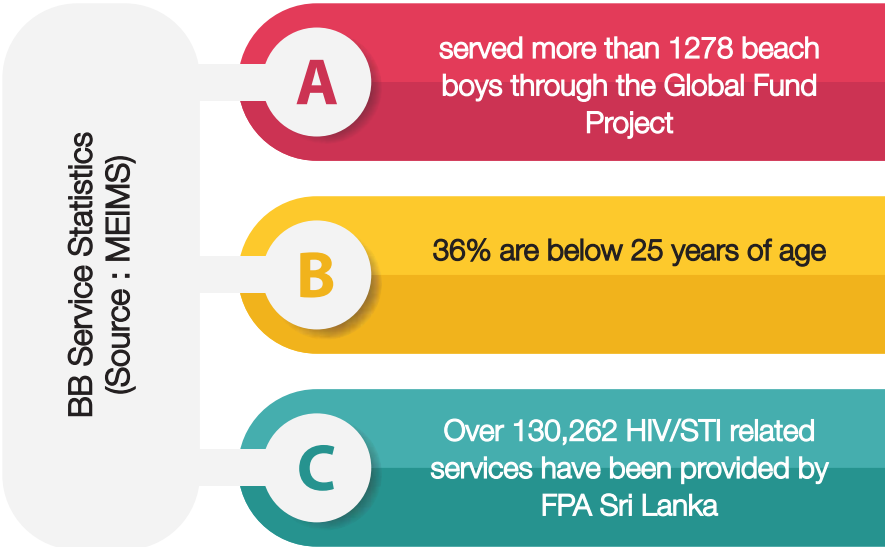 BB Service Statistics
(Source : MEIMS)
A
served more than 1278 beach
boys through the Global Fund
Project
B
36% are below 25 years of age
C
Over 130,262 HIV/STI related
services have been provided by
FPA Sri Lanka